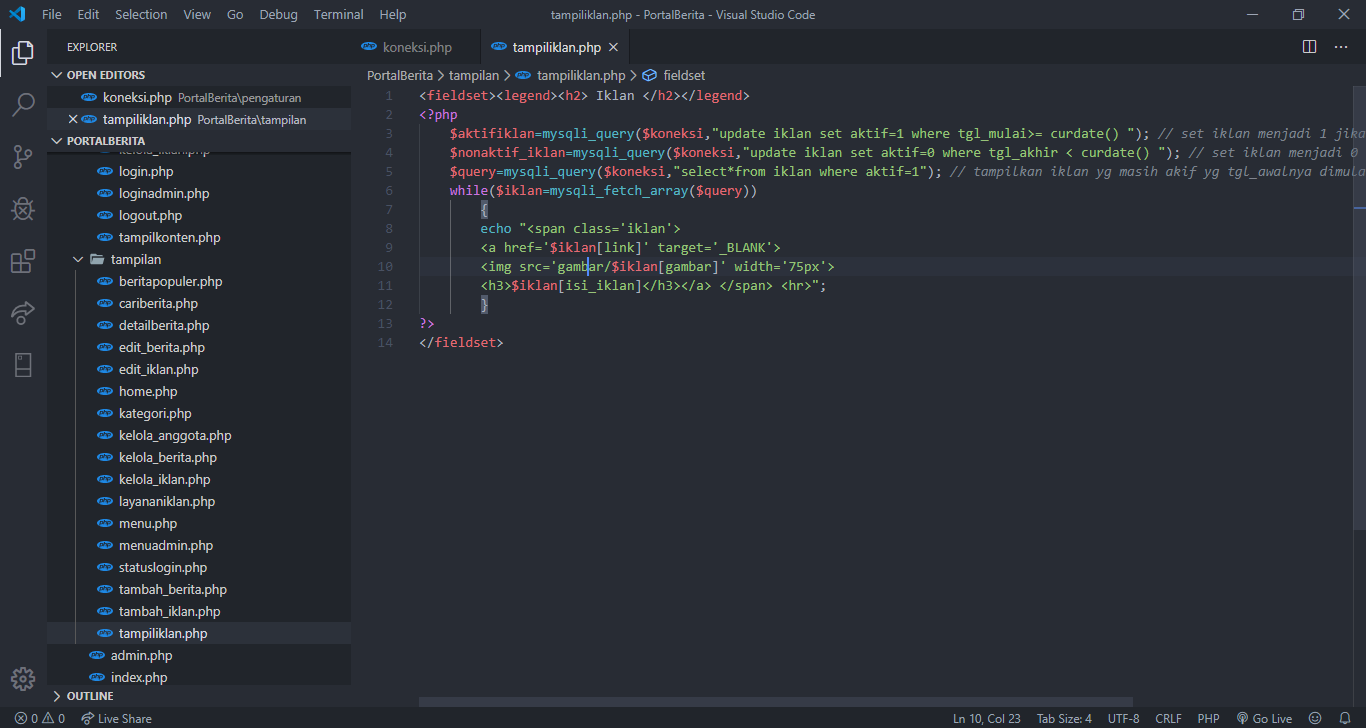 File Edit Selection View Go Debug Terminal Help tampiliklan.php - PortalBerita - Visual Studio Code
EXPLORER
OPEN EDITORS
koneksi.php PortalBerita\pengaturan
tampiliklan.php PortalBerita\tampilan
PORTALBERITA
kelola_iklan.php
login.php
loginadmin.php
logout.php
tampilkonten.php
tampilan
beritapopuler.php
cariberita.php
detailberita.php
edit_berita.php
edit_iklan.php
home.php
kategori.php
kelola_anggota.php
kelola_berita.php
kelola_iklan.php
layananiklan.php
menu.php
menuadmin.php
statuslogin.php
tambah_berita.php
tambah_iklan.php
tampiliklan.php
admin.php
index.php
OUTLINE
koneksi.php tampiliklan.php
PortalBerita > tampilan > tampiliklan.php > fieldset
1 <fieldset><legend><h2> Iklan </h2></legend>
2 <?php
3 $aktifiklan=mysqli_query($koneksi,"update iklan set aktif=1 where tgl_mulai>= curdate() "); // set iklan menjadi 1 jika
4 $nonaktif_iklan=mysqli_query($koneksi,"update iklan set aktif=0 where tgl_akhir < curdate() "); // set iklan menjadi 0
5 $query=mysqli_query($koneksi,"select*from iklan where aktif=1"); // tampilkan iklan yg masih akif yg tgl_awalnya dimula
6 while($iklan=mysqli_fetch_array($query))
7 {
8 echo "<span class='iklan'>
9 <a href='$iklan[link]' target='_BLANK'>
10 <img src='gambar/$iklan[gambar]' width='75px'>
11 <h3>$iklan[isi_iklan]</h3></a> </span> <hr>";
12 }
13 ?>
14 </fieldset>
0 0 Live Share Ln 10, Col 23 Tab Size: 4 UTF-8 CRLF PHP Go Live